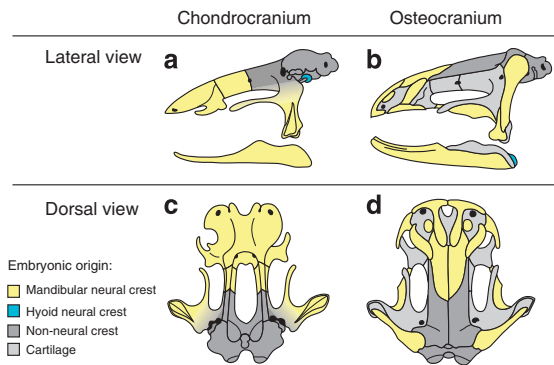 Chondrocranium
Osteocranium
Lateral view
a
b
Dorsal view
c
d
Embryonic origin:
Mandibular neural crest
Hyoid neural crest
Non-neural crest
Cartilage